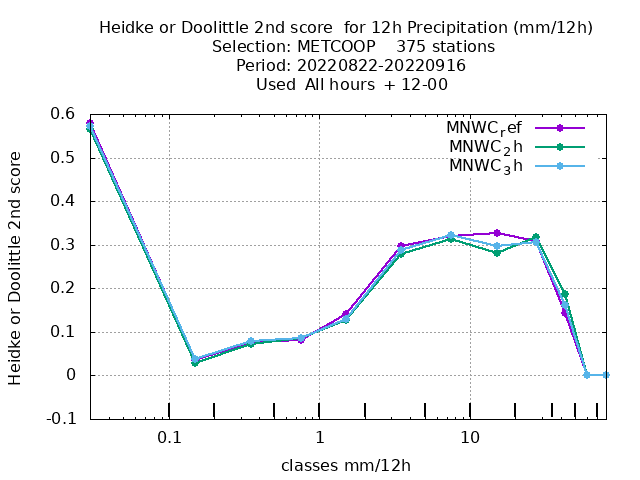 Heidke or Doolittle 2nd score  for 12h Precipitation (mm/12h)
Selection: METCOOP    375 stations
Period: 20220822-20220916
Used  All hours  + 12-00
MNWC_ref
MNWC_2h
MNWC_3h
0.6
0.5
0.4
0.3
0.2
0.1
0
-0.1
Heidke or Doolittle 2nd score
0.1 1 10
classes mm/12h